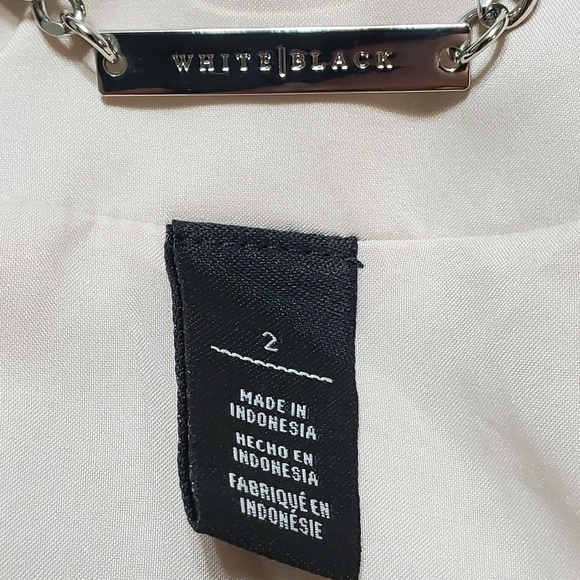 WHITE|BLACK
2
MADE IN
INDONESIA
HECHO EN
INDONESIA
FABRIQUÉ EN
INDONÉSIE